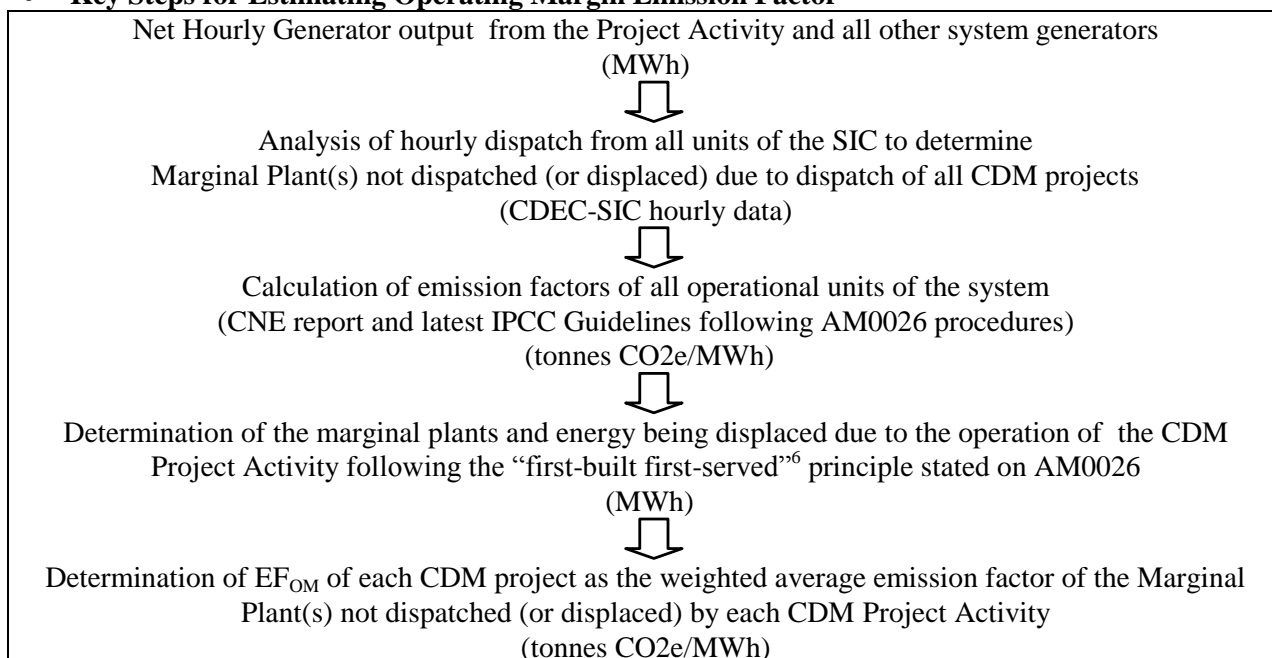 • Key Steps for Estimating Operating Margin Emission Factor
Net Hourly Generator output from the Project Activity and all other system generators
(MWh)
Analysis of hourly dispatch from all units of the SIC to determine
Marginal Plant(s) not dispatched (or displaced) due to dispatch of all CDM projects
(CDEC-SIC hourly data)
Calculation of emission factors of all operational units of the system
(CNE report and latest IPCC Guidelines following AM0026 procedures)
(tonnes CO2e/MWh)
Determination of the marginal plants and energy being displaced due to the operation of the CDM
Project Activity following the “first-built first-served”6 principle stated on AM0026
(MWh)
Determination of EFOM of each CDM project as the weighted average emission factor of the Marginal
Plant(s) not dispatched (or displaced) by each CDM Project Activity
(tonnes CO2e/MWh)